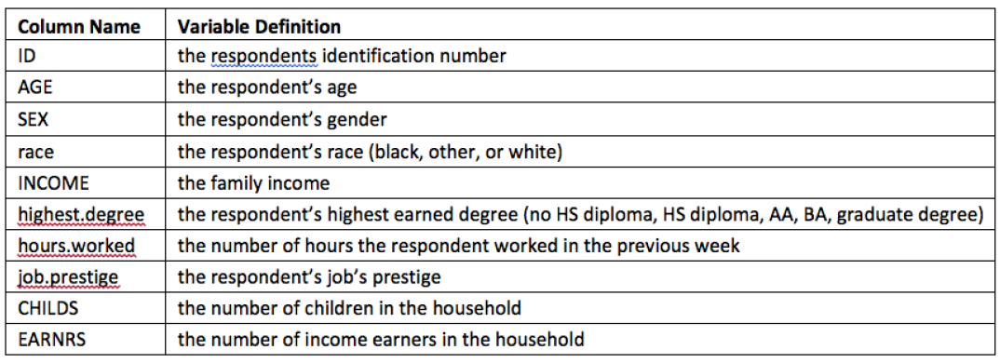 Column Name Variable Definition
ID the respondents identification number
AGE the respondent’s age
SEX the respondent’s gender
race the respondent’s race (black, other, or white)
INCOME the family income
highest.degree the respondent’s highest earned degree (no HS diploma, HS diploma, AA, BA, graduate degree)
hours.worked the number of hours the respondent worked in the previous week
job.prestige the respondent’s job’s prestige
CHILDS the number of children in the household
EARNRS the number of income earners in the household